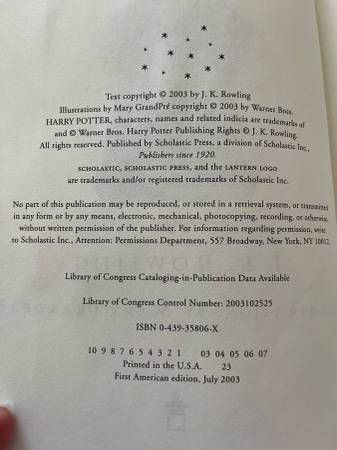 Text copyright © 2003 by J. K. Rowling
Illustrations by Mary GrandPré copyright © 2003 by Warner Bros.
HARRY POTTER, characters, names and related indicia are trademarks of
and © Warner Bros. Harry Potter Publishing Rights © J. K. Rowling.
All rights reserved. Published by Scholastic Press, a division of Scholastic Inc.,
Publishers since 1920.
SCHOLASTIC, SCHOLASTIC PRESS, and the LANTERN LOGO
are trademarks and/or registered trademarks of Scholastic Inc.
No part of this publication may be reproduced, or stored in a retrieval system, or transmitted
in any form or by any means, electronic, mechanical, photocopying, recording, or otherwise,
without written permission of the publisher. For information regarding permission, write
to Scholastic Inc., Attention: Permissions Department, 557 Broadway, New York, NY 10012.
Library of Congress Cataloging-in-Publication Data Available
Library of Congress Control Number: 2003102525
ISBN 0-439-35806-X
10 9 8 7 6 5 4 3 2 1 03 04 05 06 07
Printed in the U.S.A. 23
First American edition, July 2003